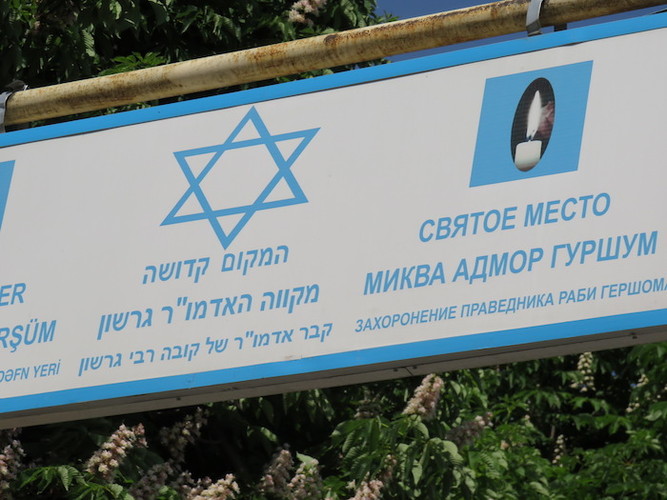 ER
RŞÜM
DƏFN YERİ
המקום קדושה
מקווה האדמו"ר גרשון
קבר אדמו"ר של קובה רבי גרשון
СВЯТОЕ МЕСТО
МИКВА АДМОР ГУРШУМ
ЗАХОРОНЕНИЕ ПРАВЕДНИКА РАБИ ГЕРШОМА